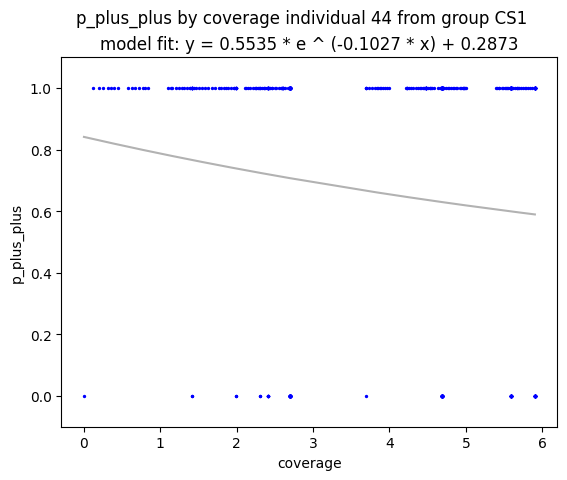 p_plus_plus by coverage individual 44 from group CS1
model fit: y = 0.5535 * e ^ (-0.1027 * x) + 0.2873
1.0
0.8
0.6
0.4
0.2
0.0
p_plus_plus
0 1 2 3 4 5 6
coverage